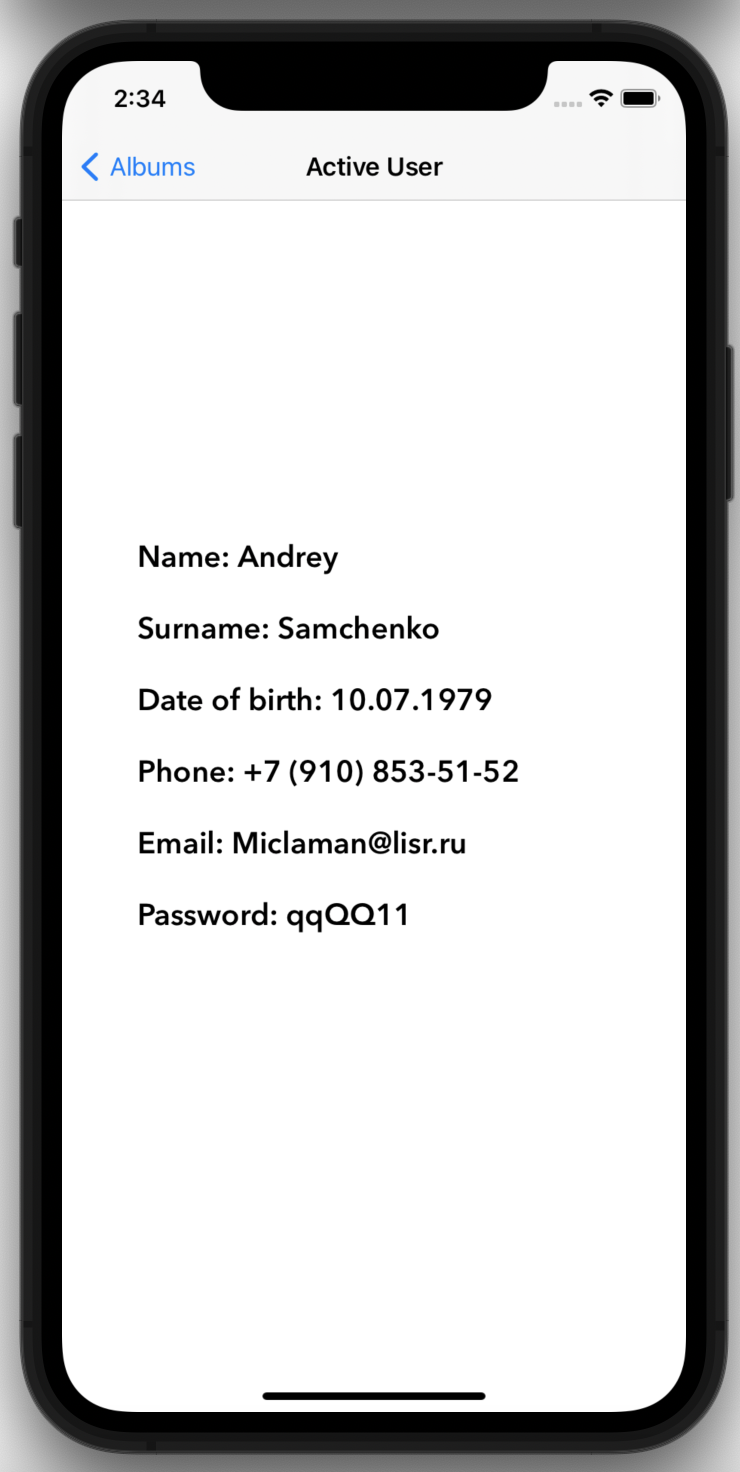 2:34
Albums
Active User
Name: Andrey
Surname: Samchenko
Date of birth: 10.07.1979
Phone: +7 (910) 853-51-52
Email: Miclaman@lisr.ru
Password: qqQQ11